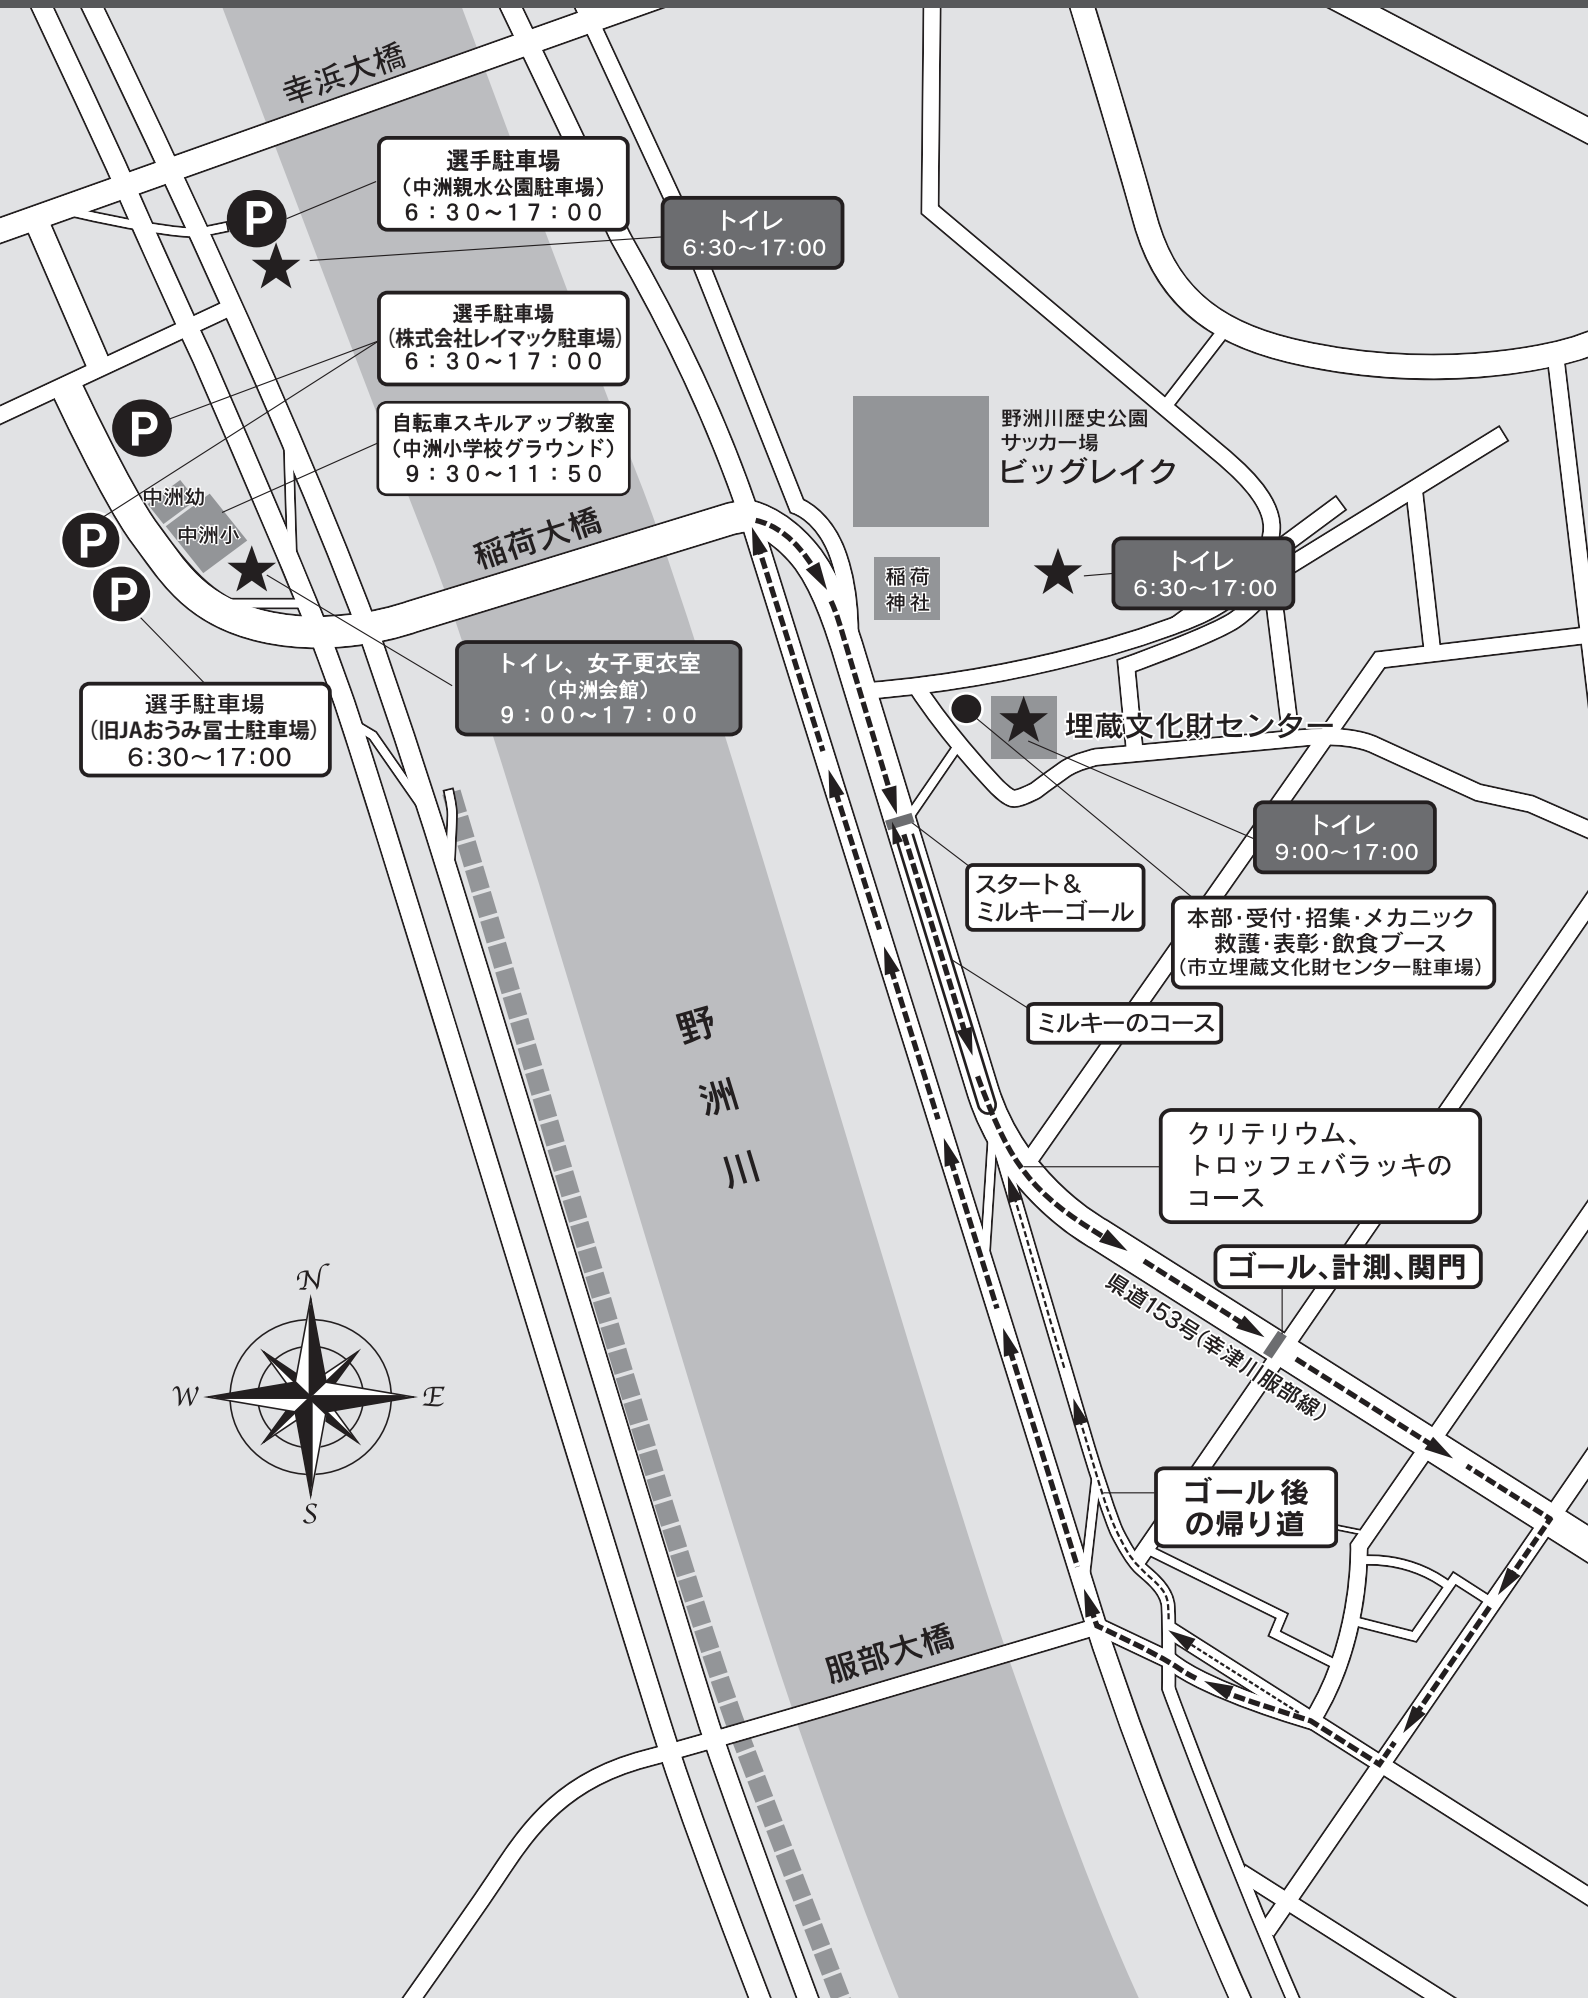 幸浜大橋
選手駐車場
（中洲親水公園駐車場）
6：30～17：00
トイレ
6:30～17:00
選手駐車場
（株式会社レイマック駐車場）
6：30～17：00
自転車スキルアップ教室
（中洲小学校グラウンド）
9：30～11：50
P
P
P
P
中洲幼
中洲小
稲荷大橋
野洲川歴史公園
サッカー場
ビッグレイク
稲荷
神社
トイレ
6:30～17:00
トイレ、女子更衣室
（中洲会館）
9：00～17：00
選手駐車場
（旧JAおうみ冨士駐車場）
6:30～17:00
埋蔵文化財センター
トイレ
9:00～17:00
スタート＆
ミルキーゴール
本部・受付・招集・メカニック
救護・表彰・飲食ブース
（市立埋蔵文化財センター駐車場）
ミルキーのコース
野
洲
川
クリテリウム、
トロッフェバラッキの
コース
ゴール、計測、関門
県道153号（幸津川服部線）
N
W
E
S
ゴール後
の帰り道
服部大橋